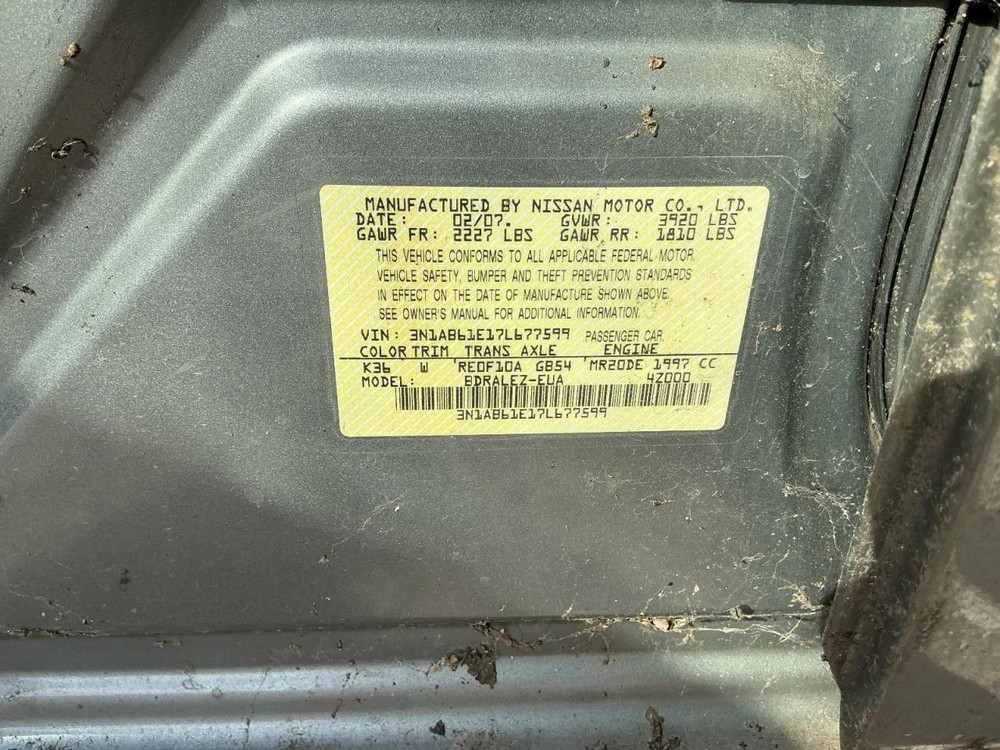 MANUFACTURED BY NISSAN MOTOR CO., LTD.
DATE: 02/07. GVWR: 3920 LBS
GAWR FR: 2227 LBS GAWR RR: 1810 LBS
THIS VEHICLE CONFORMS TO ALL APPLICABLE FEDERAL MOTOR
VEHICLE SAFETY, BUMPER AND THEFT PREVENTION STANDARDS
IN EFFECT ON THE DATE OF MANUFACTURE SHOWN ABOVE.
SEE OWNER'S MANUAL FOR ADDITIONAL INFORMATION.
VIN: 3N1AB61E17L677599 PASSENGER CAR
COLOR TRIM TRANS AXLE ENGINE
K36 W RE0F10A GB54 MR20DE 1997 CC
MODEL: BDRALEZ-EUA 4Z000
3N1AB61E17L677599